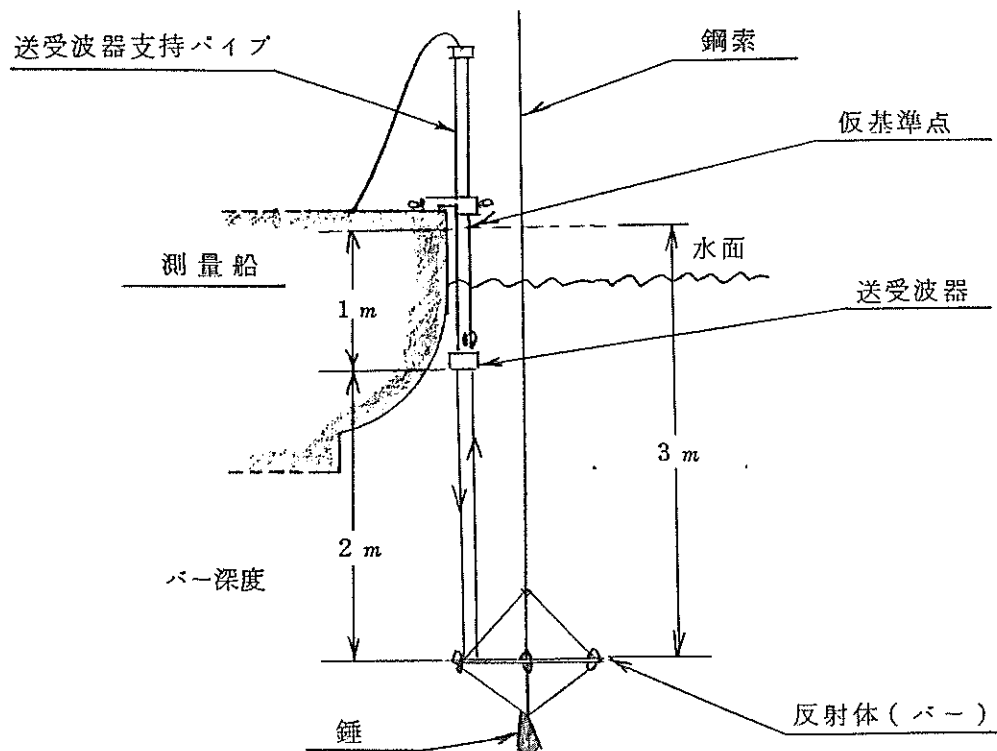 送受波器支持パイプ
鋼索
仮基準点
水面
測量船
送受波器
1 m
3 m
2 m
バー深度
反射体(バー)
錘